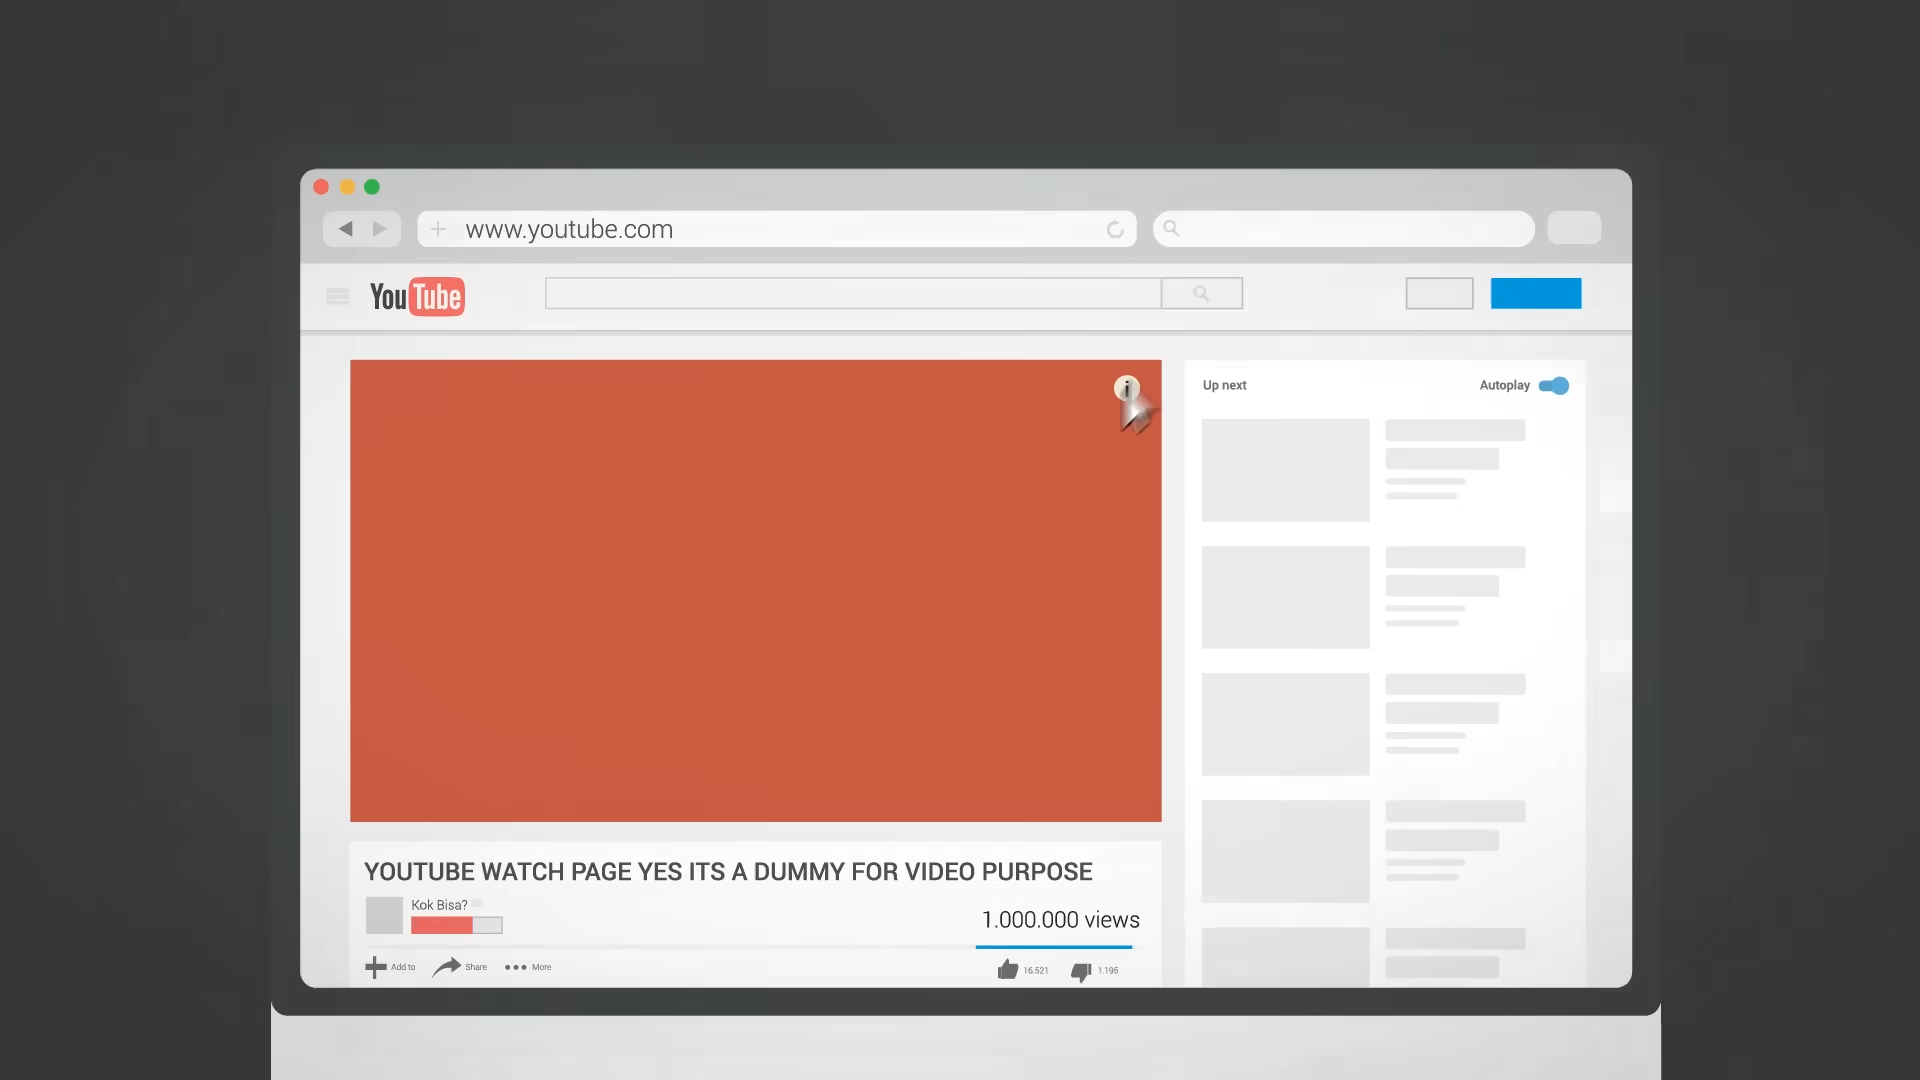 www.youtube.com
YouTube
i
Up next
Autoplay
YOUTUBE WATCH PAGE YES ITS A DUMMY FOR VIDEO PURPOSE
Kok Bisa?
1.000.000 views
Add to
Share
More
16.521
1.195